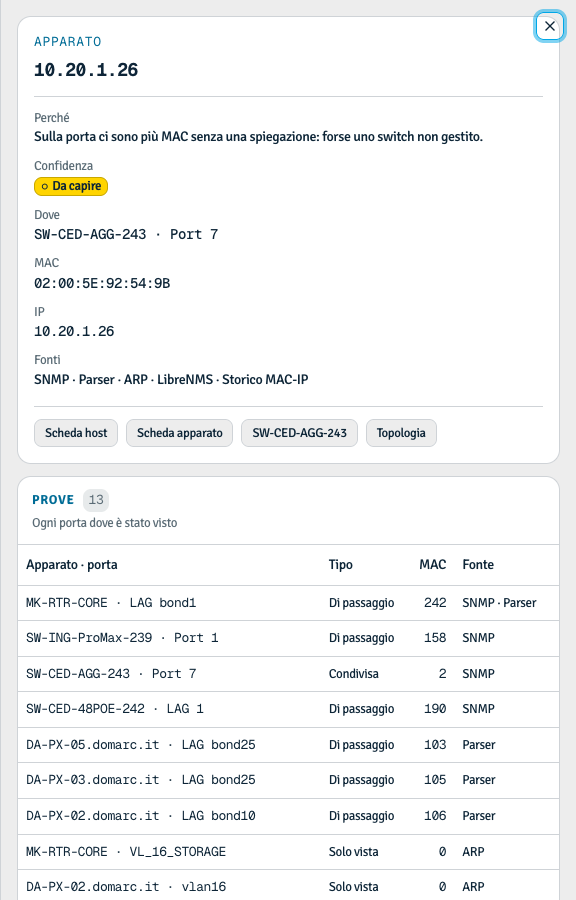 APPARATO
10.20.1.26
Perché
Sulla porta ci sono più MAC senza una spiegazione: forse uno switch non gestito.
Confidenza
Da capire
Dove
SW-CED-AGG-243 · Port 7
MAC
02:00:5E:92:54:9B
IP
10.20.1.26
Fonti
SNMP · Parser · ARP · LibreNMS · Storico MAC-IP
Scheda host Scheda apparato SW-CED-AGG-243 Topologia
PROVE 13
Ogni porta dove è stato visto
Apparato · porta Tipo MAC Fonte
MK-RTR-CORE · LAG bond1 Di passaggio 242 SNMP · Parser
SW-ING-ProMax-239 · Port 1 Di passaggio 158 SNMP
SW-CED-AGG-243 · Port 7 Condivisa 2 SNMP
SW-CED-48POE-242 · LAG 1 Di passaggio 190 SNMP
DA-PX-05.domarc.it · LAG bond25 Di passaggio 103 Parser
DA-PX-03.domarc.it · LAG bond25 Di passaggio 105 Parser
DA-PX-02.domarc.it · LAG bond10 Di passaggio 106 Parser
MK-RTR-CORE · VL_16_STORAGE Solo vista 0 ARP
DA-PX-02.domarc.it · vlan16 Solo vista 0 ARP